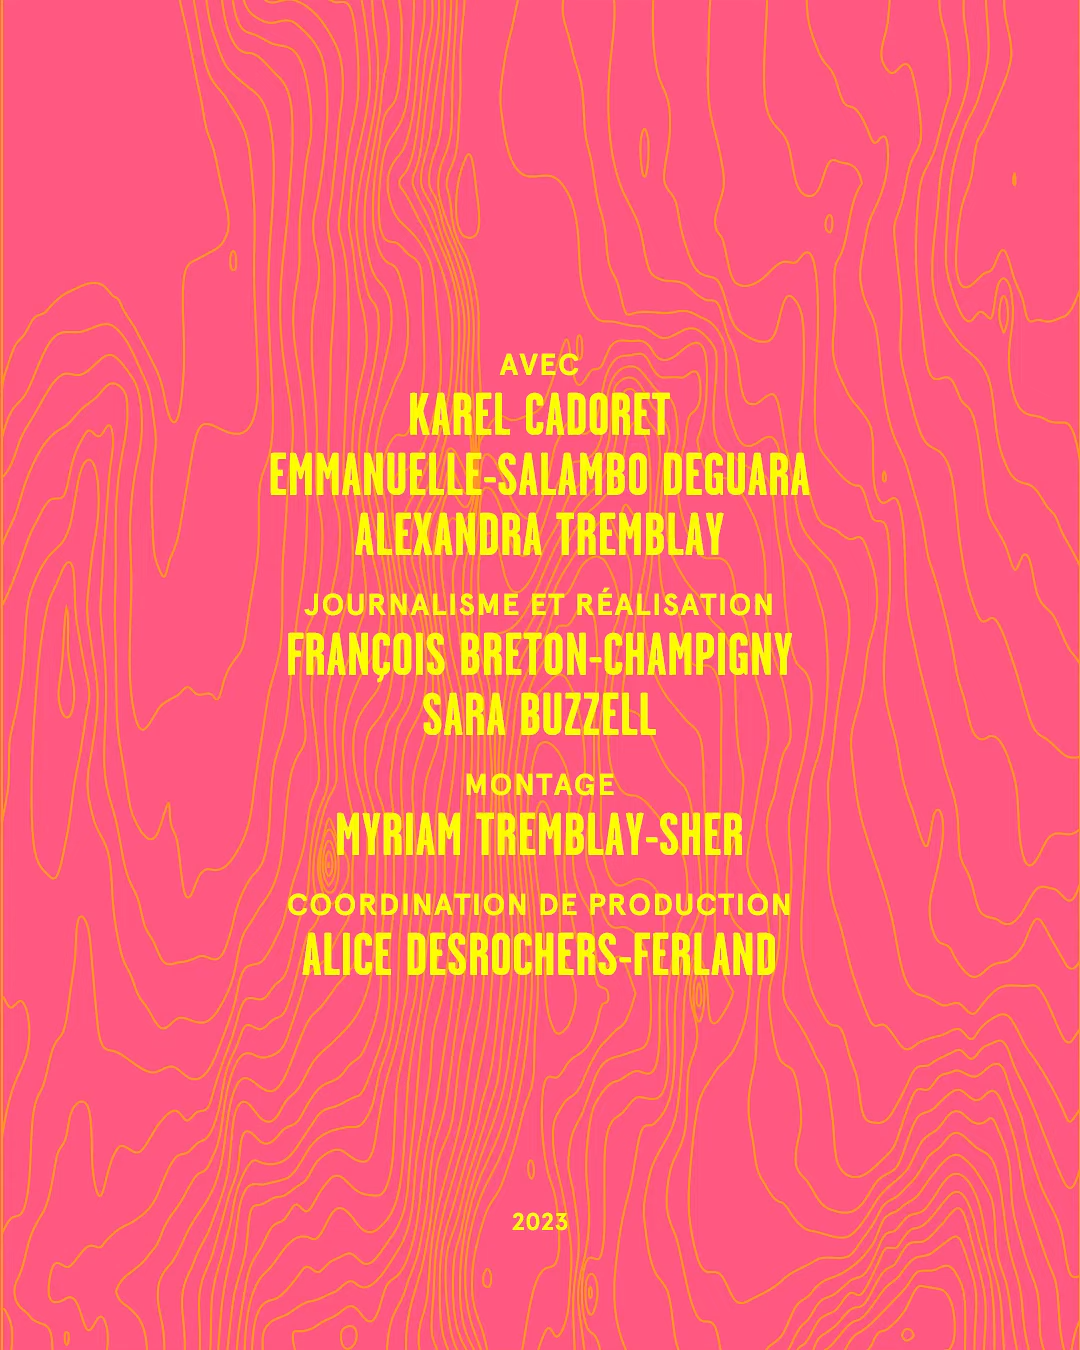 AVEC
KAREL CADORET
EMMANUELLE-SALAMBO DEGUARA
ALEXANDRA TREMBLAY
JOURNALISME ET RÉALISATION
FRANÇOIS BRETON-CHAMPIGNY
SARA BUZZELL
MONTAGE
MYRIAM TREMBLAY-SHER
COORDINATION DE PRODUCTION
ALICE DESROCHERS-FERLAND
2023